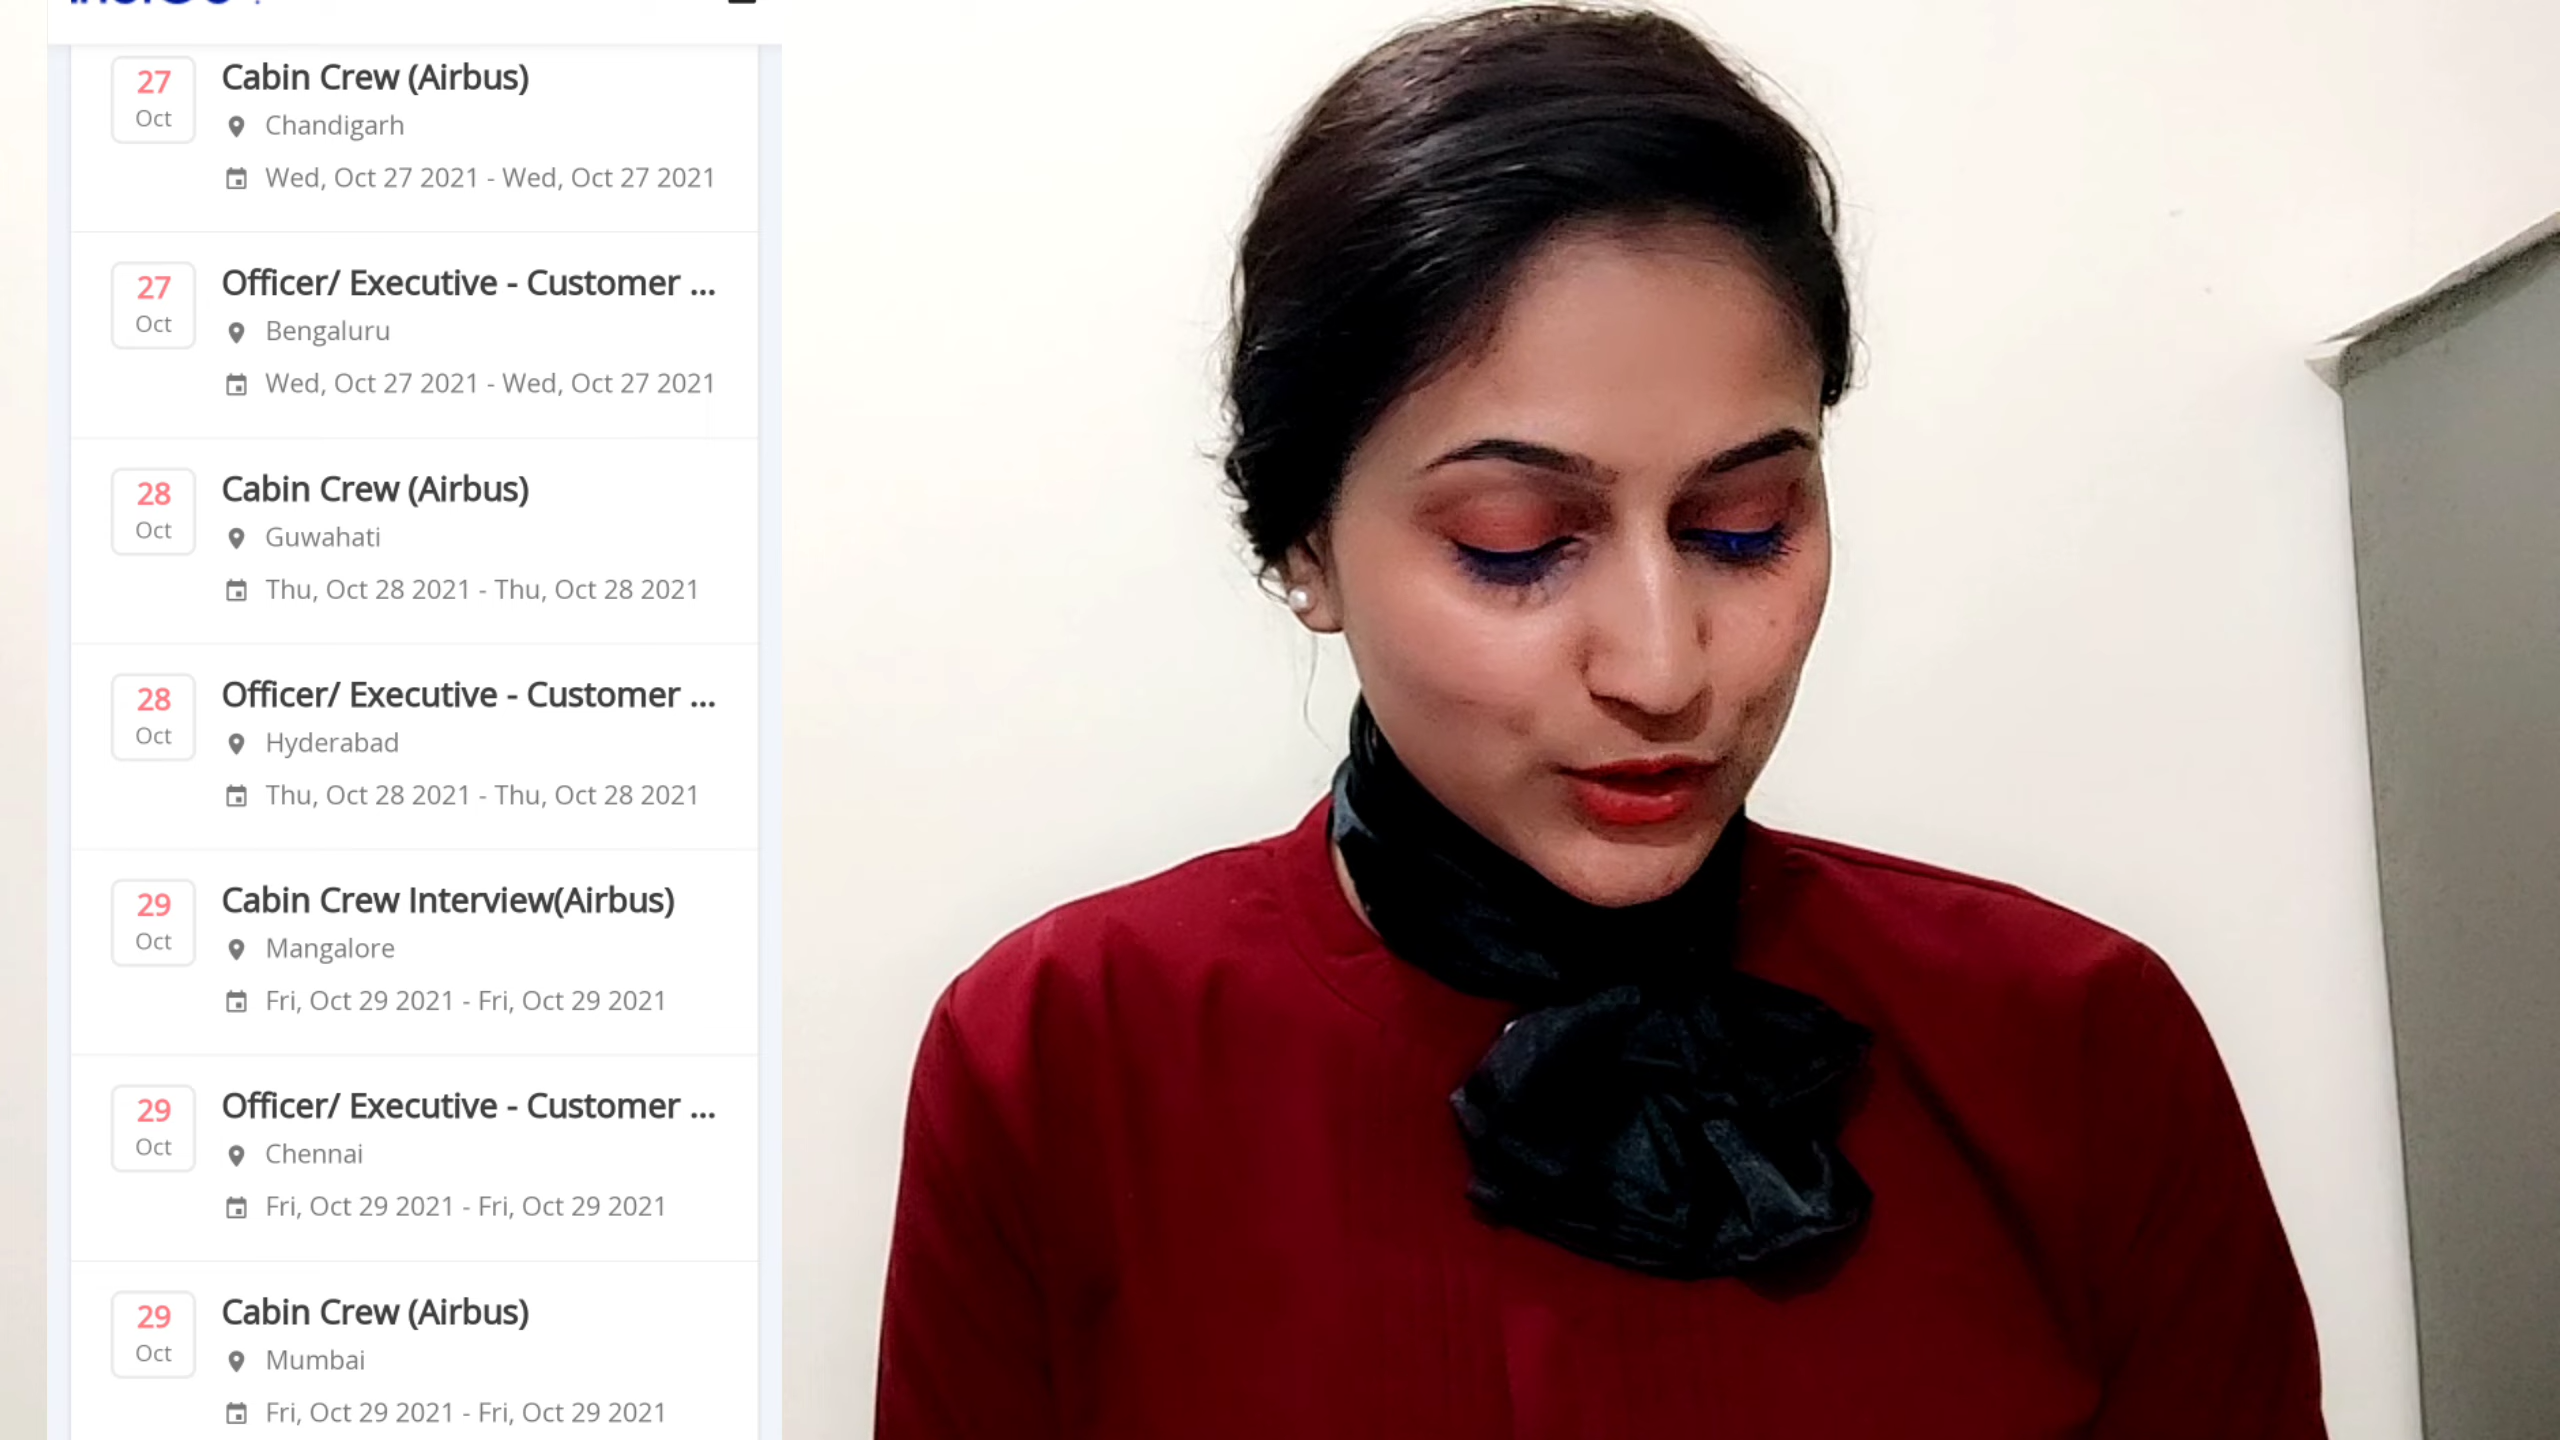 27
Oct
Cabin Crew (Airbus)
Chandigarh
Wed, Oct 27 2021 - Wed, Oct 27 2021
27
Oct
Officer/ Executive - Customer ...
Bengaluru
Wed, Oct 27 2021 - Wed, Oct 27 2021
28
Oct
Cabin Crew (Airbus)
Guwahati
Thu, Oct 28 2021 - Thu, Oct 28 2021
28
Oct
Officer/ Executive - Customer ...
Hyderabad
Thu, Oct 28 2021 - Thu, Oct 28 2021
29
Oct
Cabin Crew Interview(Airbus)
Mangalore
Fri, Oct 29 2021 - Fri, Oct 29 2021
29
Oct
Officer/ Executive - Customer ...
Chennai
Fri, Oct 29 2021 - Fri, Oct 29 2021
29
Oct
Cabin Crew (Airbus)
Mumbai
Fri, Oct 29 2021 - Fri, Oct 29 2021